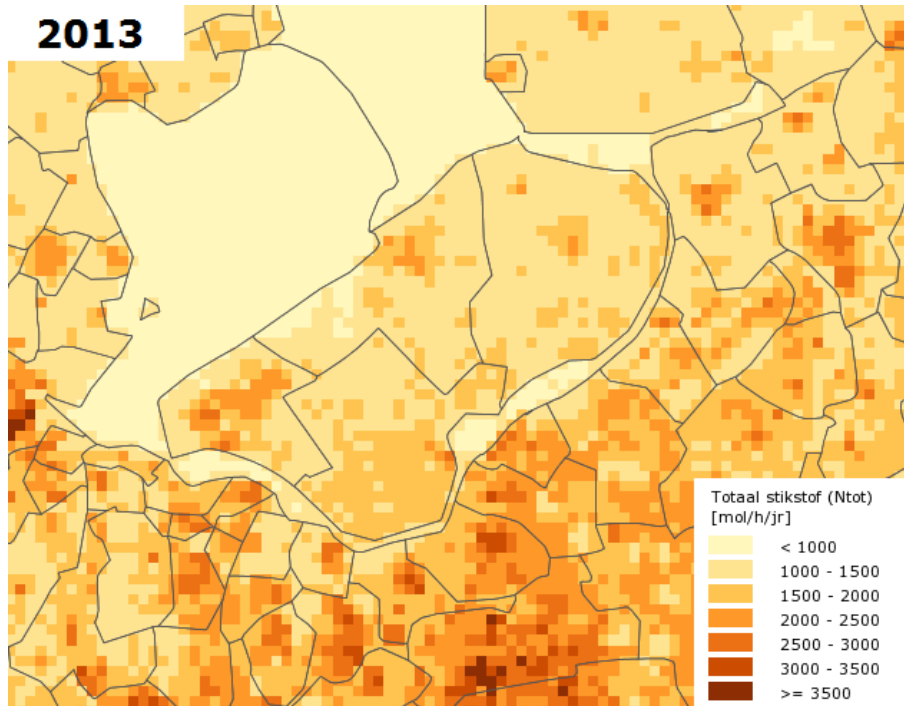 2013
Totaal stikstof (Ntot)
[mol/h/jr]
< 1000
1000 - 1500
1500 - 2000
2000 - 2500
2500 - 3000
3000 - 3500
>= 3500